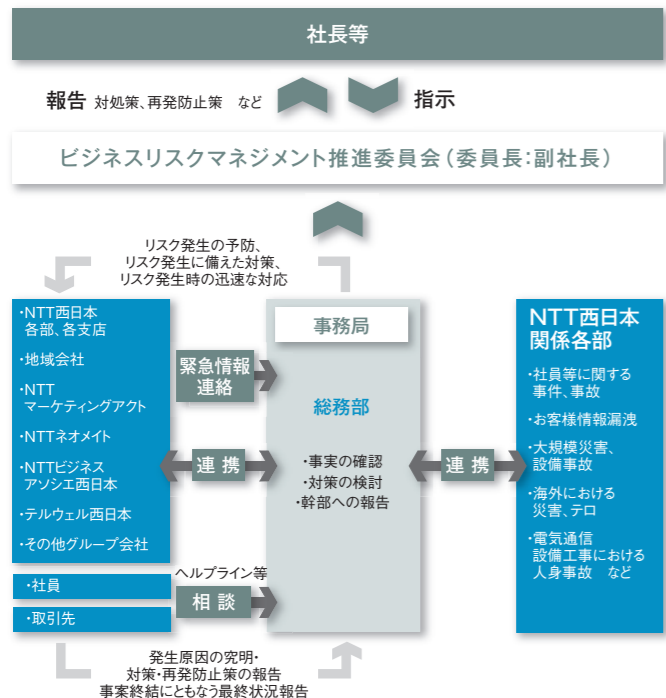 社長等
報告 対処策、再発防止策 など
指示
ビジネスリスクマネジメント推進委員会(委員長:副社長)
リスク発生の予防、
リスク発生に備えた対策、
リスク発生時の迅速な対応
・NTT西日本
各部、各支店
・地域会社
・NTT
マーケティングアクト
・NTTネオメイト
・NTTビジネス
アソシエ西日本
・テルウェル西日本
・その他グループ会社
・社員
・取引先
緊急情報
連絡
連携
ヘルプライン等
相談
事務局
総務部
・事実の確認
・対策の検討
・幹部への報告
連携
NTT西日本
関係各部
・社員等に関する
事件、事故
・お客様情報漏洩
・大規模災害、
設備事故
・海外における
災害、テロ
・電気通信
設備工事における
人身事故 など
発生原因の究明・
対策・再発防止策の報告
事案終結にともなう最終状況報告